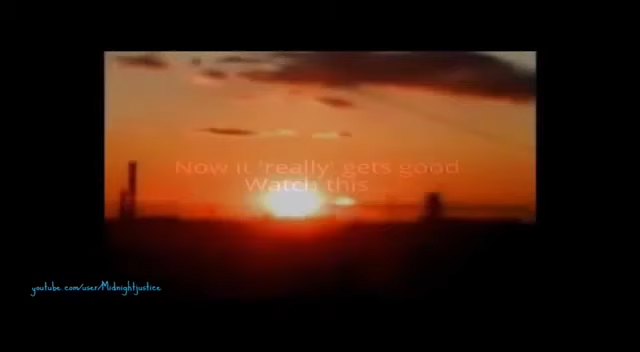 Now it 'really' gets good
Watch this
youtube.com/user/Midnightjustice